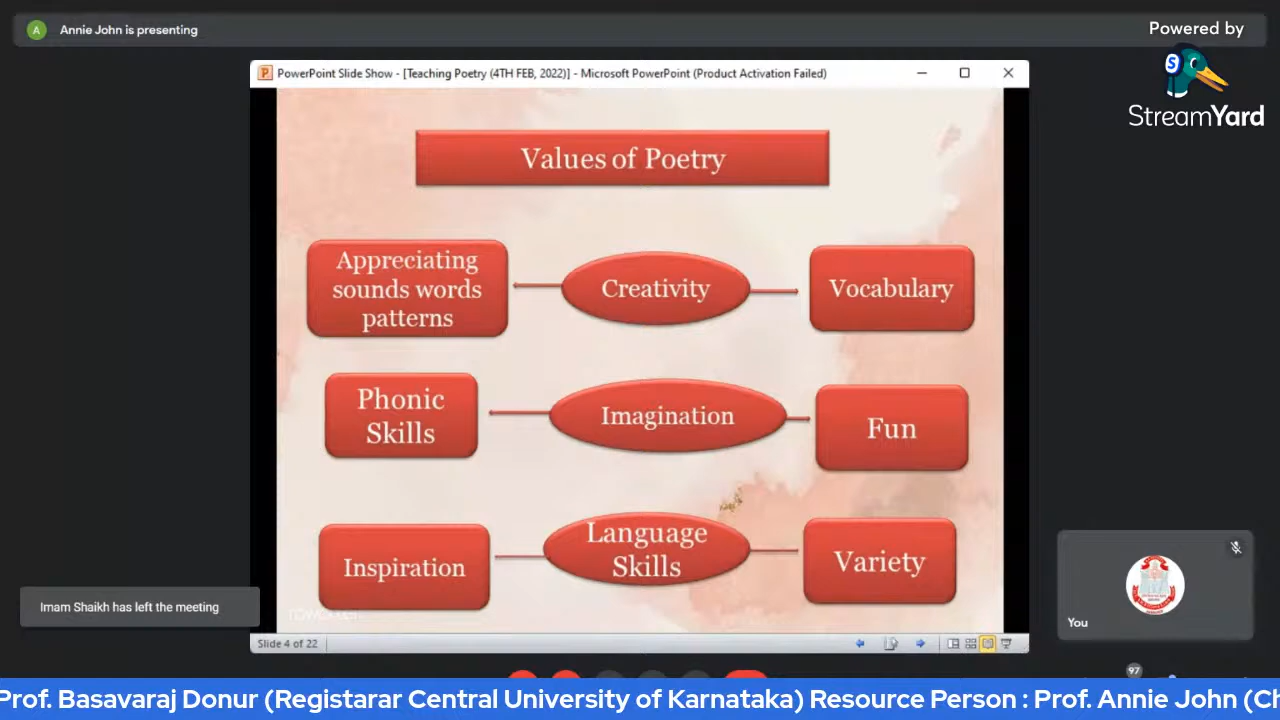 A
Annie John is presenting
Powered by
S
StreamYard
P
PowerPoint Slide Show - [Teaching Poetry (4TH FEB, 2022)] - Microsoft PowerPoint (Product Activation Failed)
Values of Poetry
Appreciating
sounds words
patterns
Creativity
Vocabulary
Phonic
Skills
Imagination
Fun
Inspiration
Language
Skills
Variety
Imam Shaikh has left the meeting
You
Slide 4 of 22
97
Prof. Basavaraj Donur (Registarar Central University of Karnataka) Resource Person : Prof. Annie John (Ch